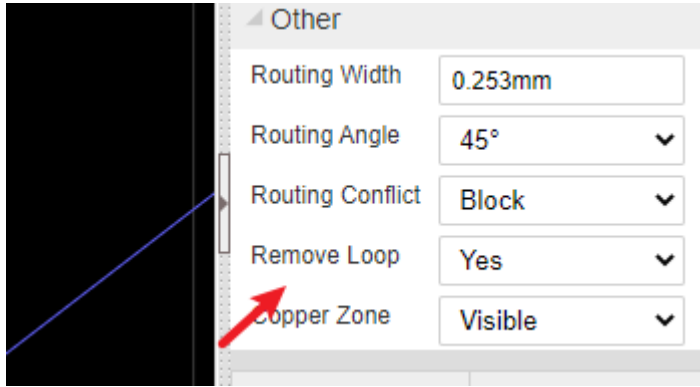 Other
Routing Width 0.253mm
Routing Angle 45°
Routing Conflict Block
Remove Loop Yes
Copper Zone Visible